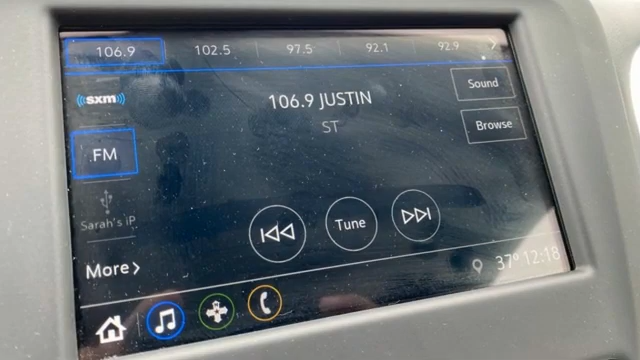 106.9 102.5 97.5 92.1 92.9
sxm
106.9 JUSTIN
Sound
ST
Browse
FM
Sarah's iP
Tune
More
37° 12:18